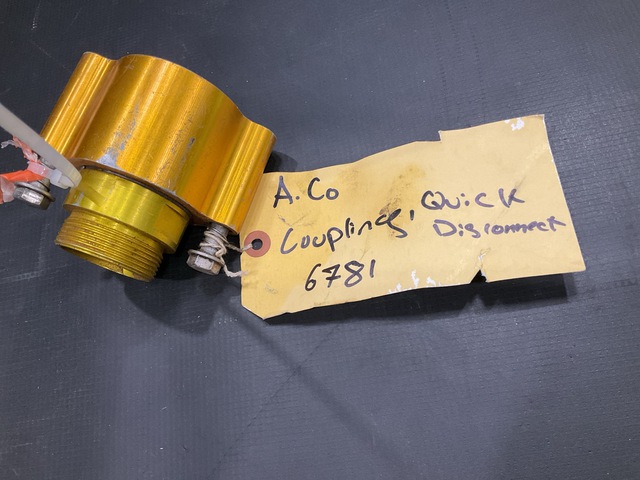 A. Co
Coupling, Quick
Disconnect
6781